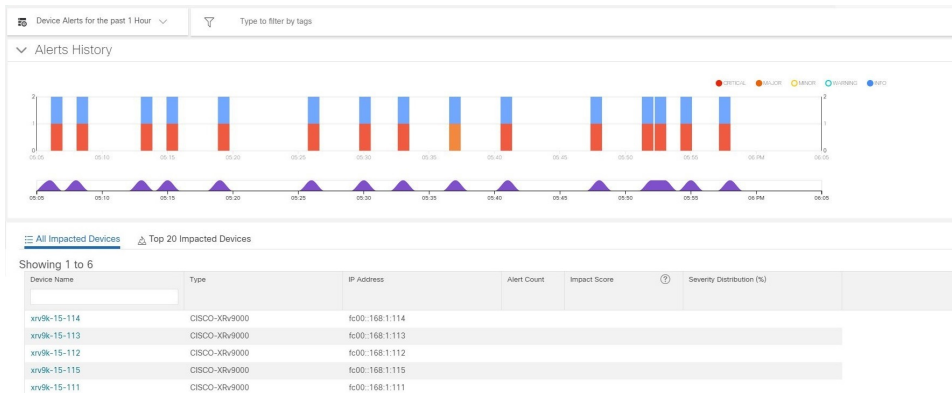 Device Alerts for the past 1 Hour
Type to filter by tags
Alerts History
CRITICAL MAJOR MINOR WARNING INFO
2 2
1 1
0 0
05:05 05:10 05:15 05:20 05:25 05:30 05:35 05:40 05:45 05:50 05:55 06 PM 06:05
05:05 05:10 05:15 05:20 05:25 05:30 05:35 05:40 05:45 05:50 05:55 06 PM 06:05
All Impacted Devices Top 20 Impacted Devices
Showing 1 to 6
Device Name Type IP Address Alert Count Impact Score ? Severity Distribution (%)
xrv9k-15-114 CISCO-XRv9000 fc00::168:1:114
xrv9k-15-113 CISCO-XRv9000 fc00::168:1:113
xrv9k-15-112 CISCO-XRv9000 fc00::168:1:112
xrv9k-15-115 CISCO-XRv9000 fc00::168:1:115
xrv9k-15-111 CISCO-XRv9000 fc00::168:1:111